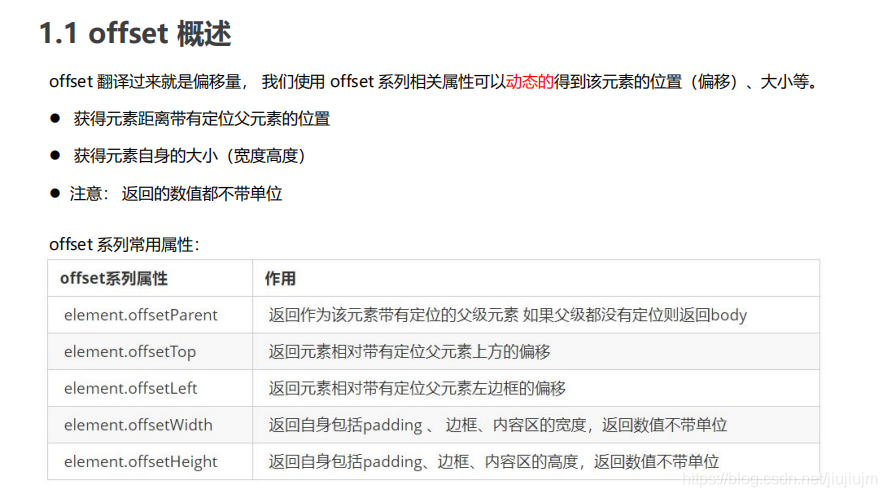 1.1 offset 概述
offset 翻译过来就是偏移量， 我们使用 offset 系列相关属性可以动态的得到该元素的位置（偏移）、大小等。
● 获得元素距离带有定位父元素的位置
● 获得元素自身的大小（宽度高度）
● 注意： 返回的数值都不带单位
offset 系列常用属性：
offset系列属性 作用
element.offsetParent 返回作为该元素带有定位的父级元素 如果父级都没有定位则返回body
element.offsetTop 返回元素相对带有定位父元素上方的偏移
element.offsetLeft 返回元素相对带有定位父元素左边框的偏移
element.offsetWidth 返回自身包括padding 、 边框、内容区的宽度，返回数值不带单位
element.offsetHeight 返回自身包括padding、边框、内容区的高度，返回数值不带单位
https://blog.csdn.net/jiujiujm